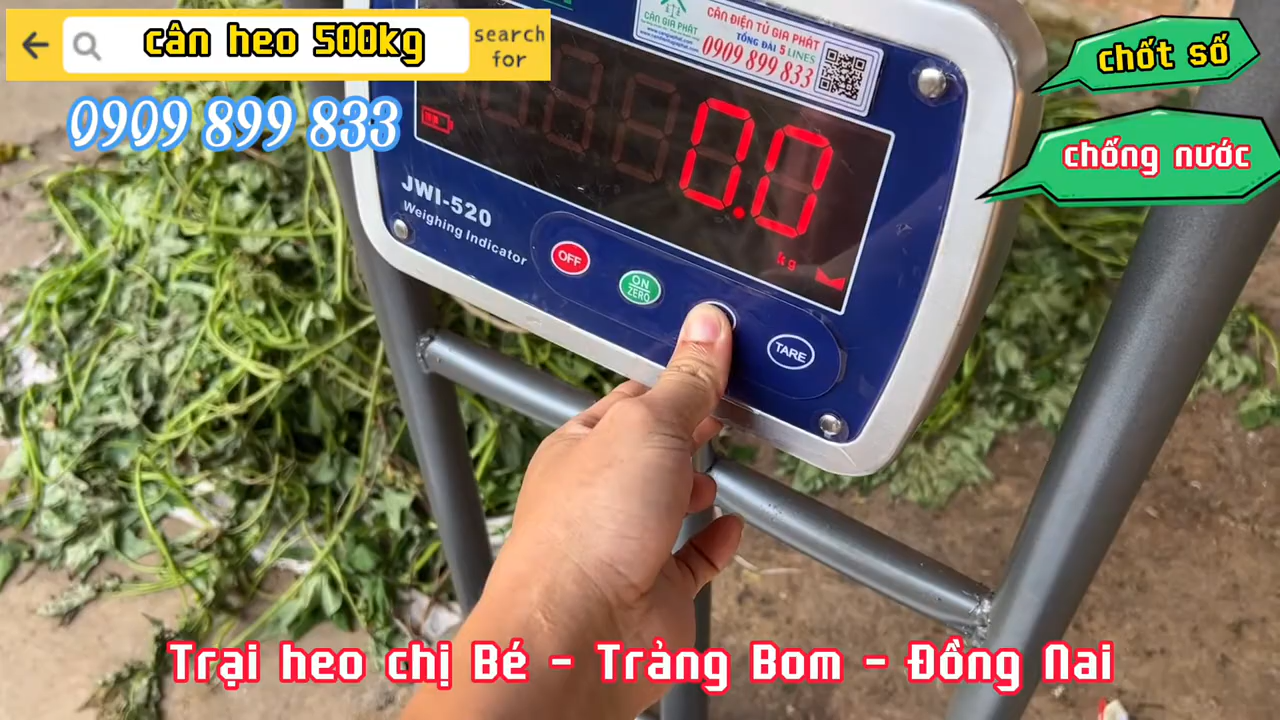 cân heo 500kg
search for
0909 899 833
chốt số
chống nước
CÂN GIA PHÁT
CÂN ĐIỆN TỬ GIA PHÁT
TỔNG ĐÀI 5 LINES
0909 899 833
0.0
kg
JWI-520
Weighing Indicator
OFF
ON
ZERO
TARE
Trại heo chị Bé - Trảng Bom - Đồng Nai